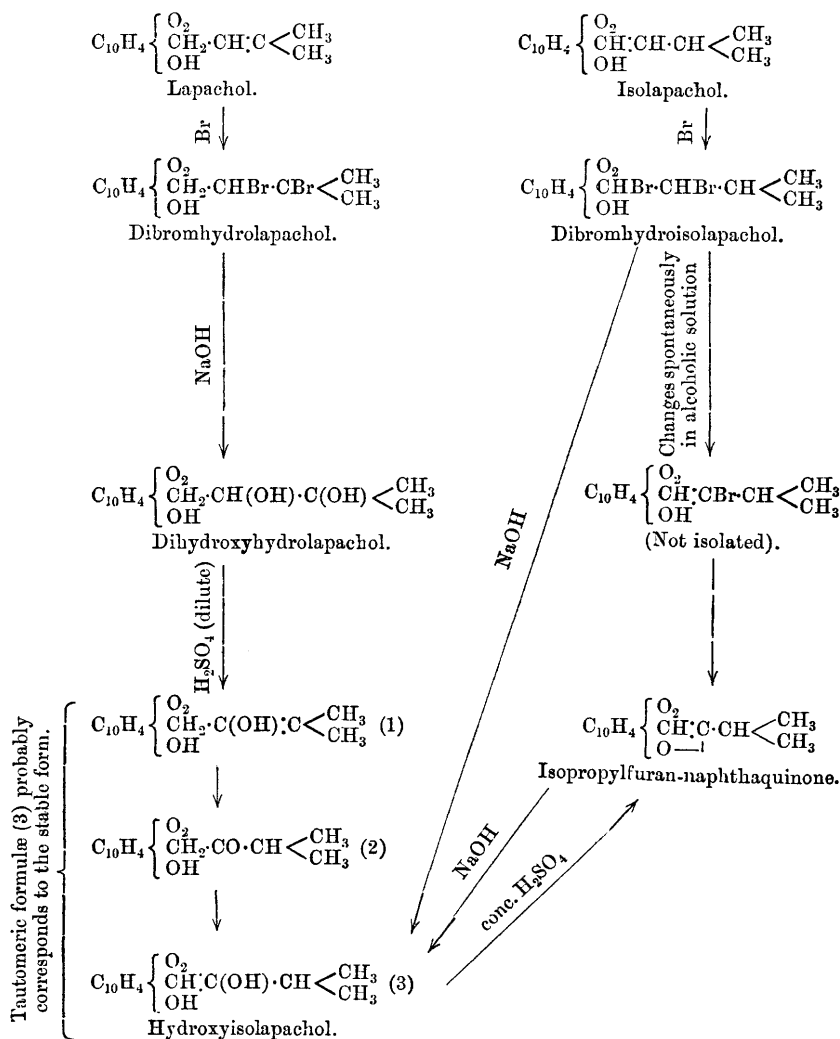 C₁₀H₄ { O₂ CH₂·CH:C < CH₃ CH₃ OH
Lapachol.
Br
C₁₀H₄ { O₂ CH₂·CHBr·CBr < CH₃ CH₃ OH
Dibromhydrolapachol.
NaOH
C₁₀H₄ { O₂ CH₂·CH(OH)·C(OH) < CH₃ CH₃ OH
Dihydroxyhydrolapachol.
H₂SO₄ (dilute)
Tautomeric formulæ (3) probably
corresponds to the stable form.
C₁₀H₄ { O₂ CH₂·C(OH):C < CH₃ CH₃ (1) OH
C₁₀H₄ { O₂ CH₂·CO·CH < CH₃ CH₃ (2) OH
C₁₀H₄ { O₂ CH:C(OH)·CH < CH₃ CH₃ (3) OH
Hydroxyisolapachol.
C₁₀H₄ { O₂ CH:CH·CH < CH₃ CH₃ OH
Isolapachol.
Br
C₁₀H₄ { O₂ CHBr·CHBr·CH < CH₃ CH₃ OH
Dibromhydroisolapachol.
NaOH
Changes spontaneously
in alcoholic solution
C₁₀H₄ { O₂ CH:CBr·CH < CH₃ CH₃ OH
(Not isolated).
C₁₀H₄ { O₂ CH:C·CH < CH₃ CH₃ O—
Isopropylfuran-naphthaquinone.
NaOH
conc. H₂SO₄